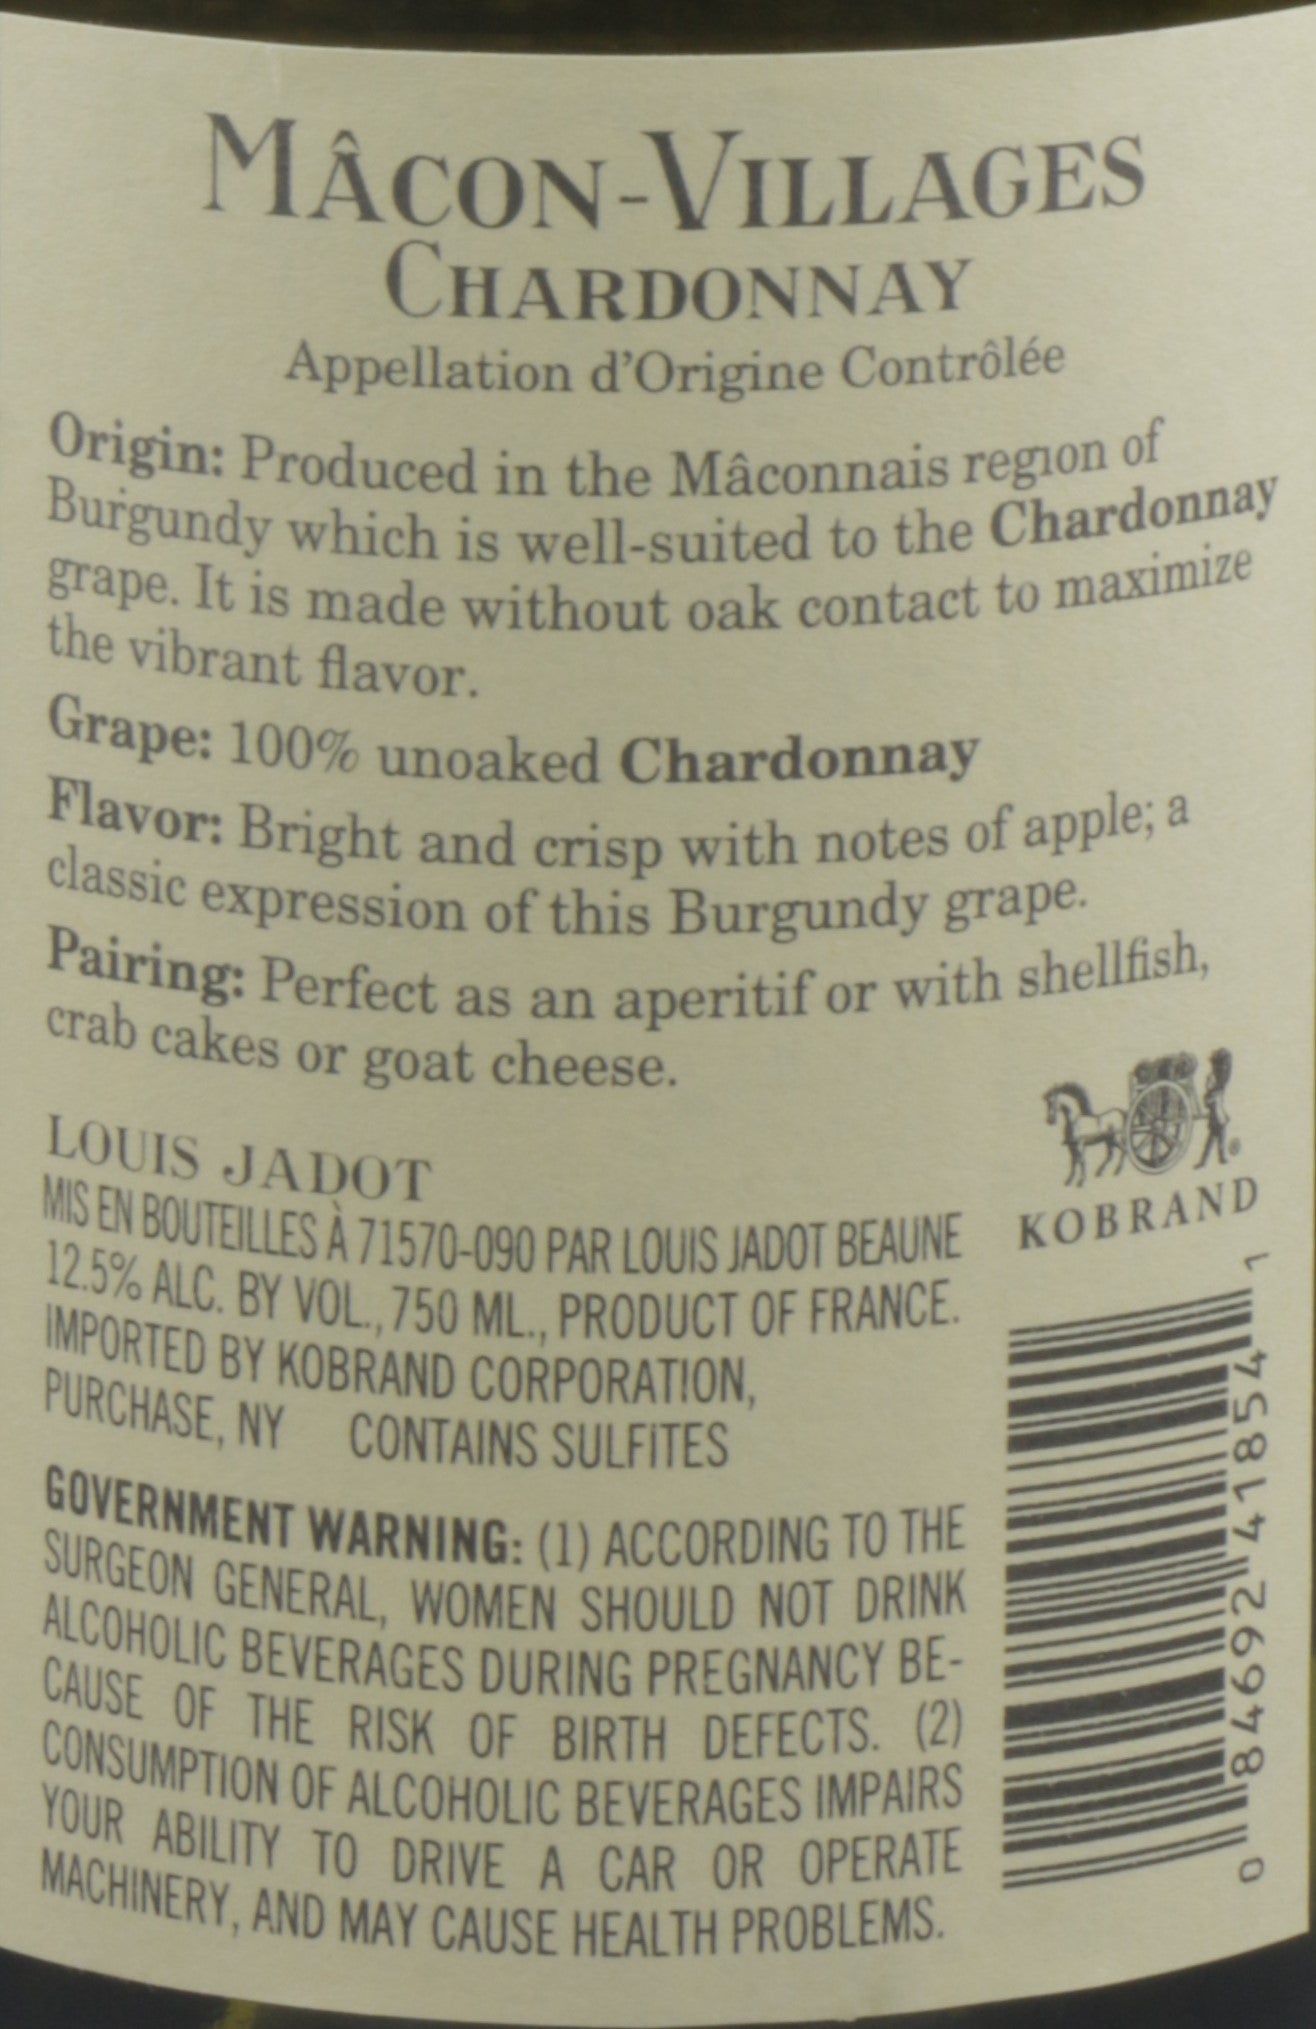 MÂCON-VILLAGES
CHARDONNAY
Appellation d'Origine Contrôlée
Origin: Produced in the Mâconnais region of
Burgundy which is well-suited to the Chardonnay
grape. It is made without oak contact to maximize
the vibrant flavor.
Grape: 100% unoaked Chardonnay
Flavor: Bright and crisp with notes of apple; a
classic expression of this Burgundy grape.
Pairing: Perfect as an aperitif or with shellfish,
crab cakes or goat cheese.
LOUIS JADOT
MIS EN BOUTEILLES À 71570-090 PAR LOUIS JADOT BEAUNE
12.5% ALC. BY VOL., 750 ML., PRODUCT OF FRANCE.
IMPORTED BY KOBRAND CORPORATION,
PURCHASE, NY CONTAINS SULFITES
GOVERNMENT WARNING: (1) ACCORDING TO THE
SURGEON GENERAL, WOMEN SHOULD NOT DRINK
ALCOHOLIC BEVERAGES DURING PREGNANCY BE-
CAUSE OF THE RISK OF BIRTH DEFECTS. (2)
CONSUMPTION OF ALCOHOLIC BEVERAGES IMPAIRS
YOUR ABILITY TO DRIVE A CAR OR OPERATE
MACHINERY, AND MAY CAUSE HEALTH PROBLEMS.
®
KOBRAND
0 84692 41854 1